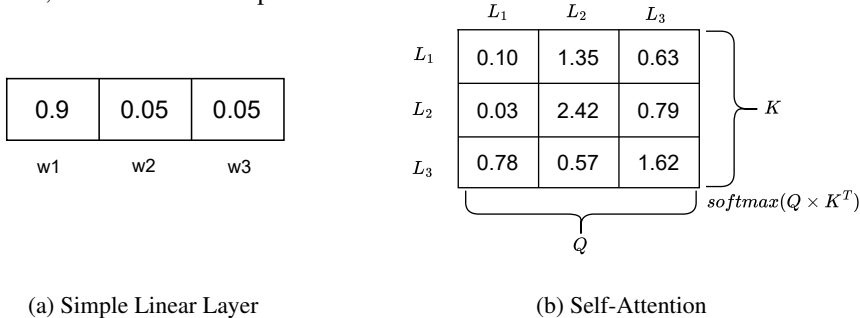 L₁ L₂ L₃
L₁ 0.10 1.35 0.63
0.9 0.05 0.05
L₂ 0.03 2.42 0.79
K
w1 w2 w3
L₃ 0.78 0.57 1.62
softmax(Q × Kᵀ)
Q
(a) Simple Linear Layer
(b) Self-Attention